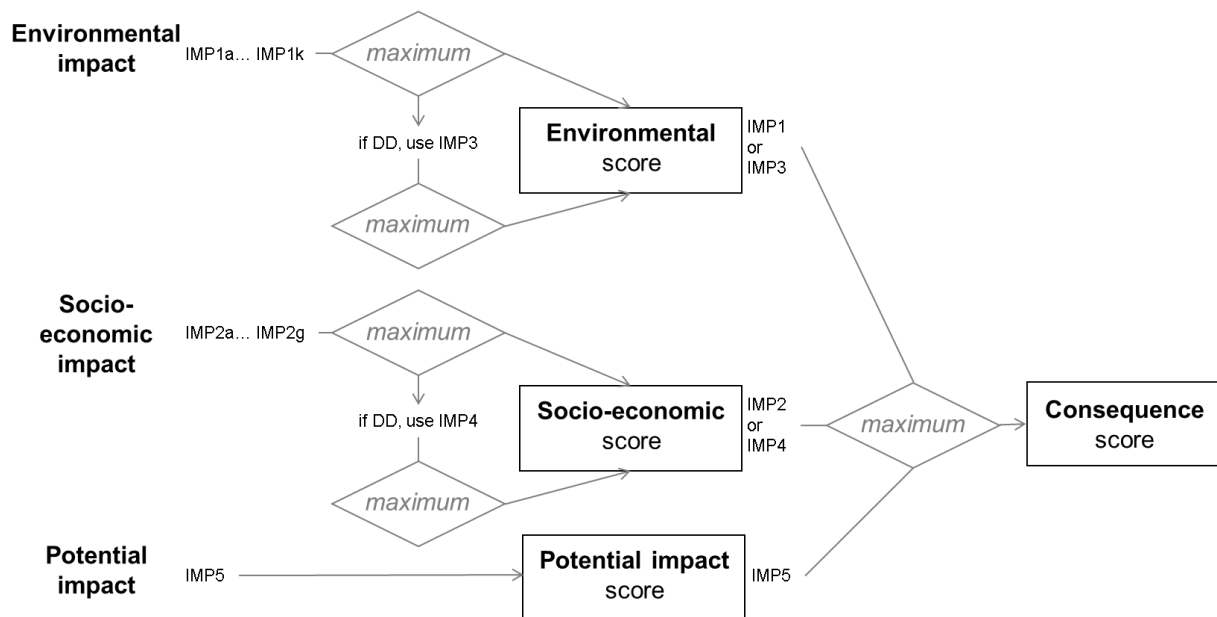 Environmental
impact
IMP1a... IMP1k
maximum
if DD, use IMP3
maximum
Environmental
score
IMP1
or
IMP3
Socio-
economic
impact
IMP2a... IMP2g
maximum
if DD, use IMP4
maximum
Socio-economic
score
IMP2
or
IMP4
maximum
Consequence
score
Potential
impact
IMP5
Potential impact
score
IMP5